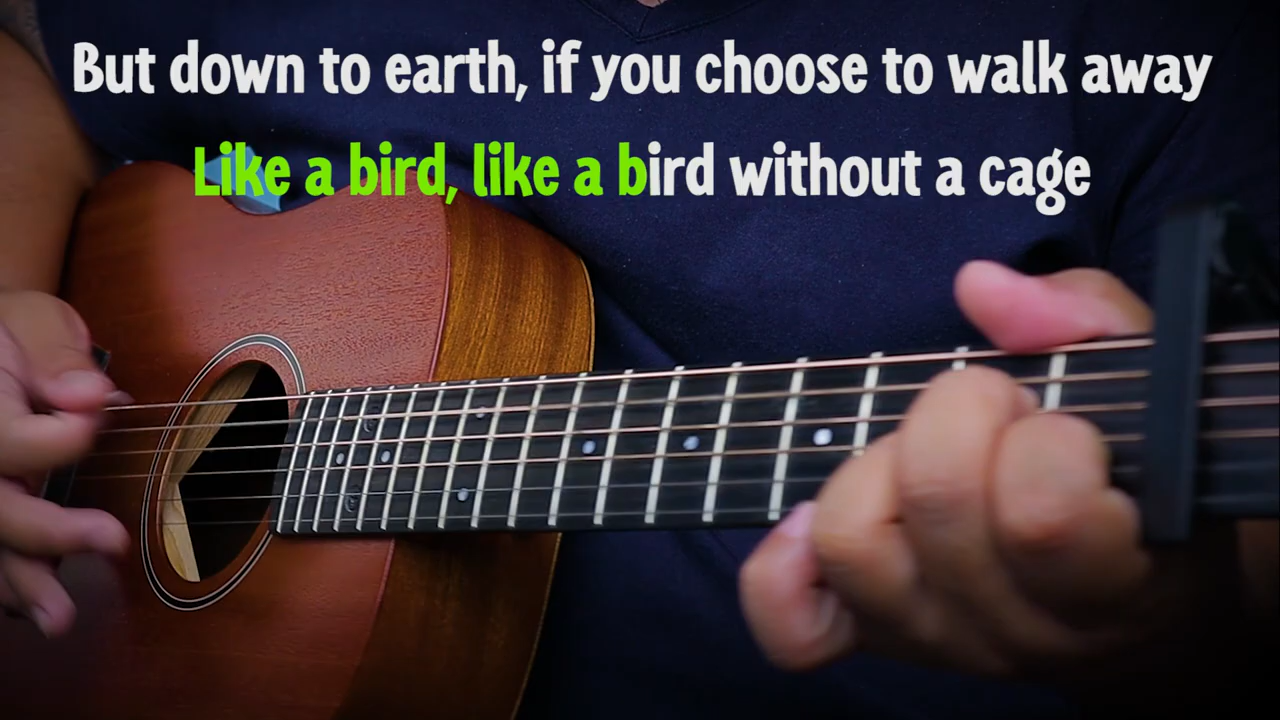 But down to earth, if you choose to walk away
Like a bird, like a bird without a cage